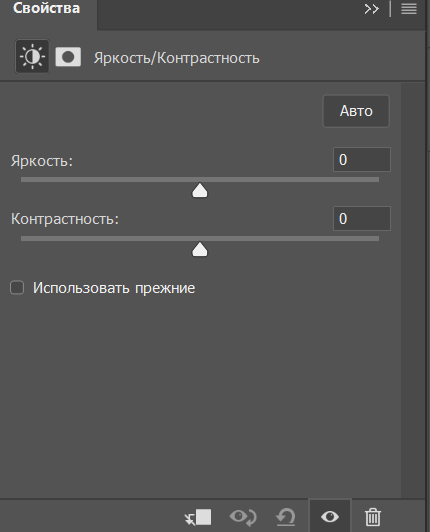 Свойства
Яркость/Контрастность
Авто
Яркость: 0
Контрастность: 0
Использовать прежние